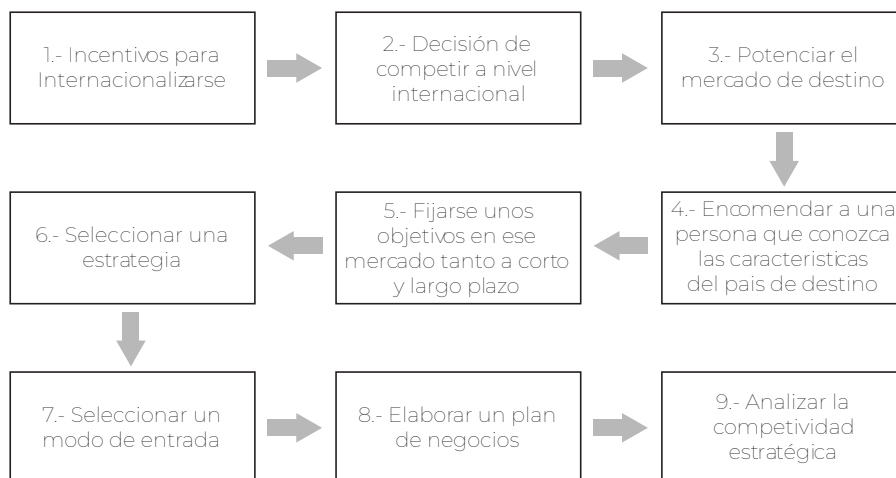 1.- Incentivos para
Internacionalizarse
2.- Decisión de
competir a nivel
internacional
3.- Potenciar el
mercado de destino
4.- Encomendar a una
persona que conozca
las caracteristicas
del pais de destino
5.- Fijarse unos
objetivos en ese
mercado tanto a corto
y largo plazo
6.- Seleccionar una
estrategia
7.- Seleccionar un
modo de entrada
8.- Elaborar un plan
de negocios
9.- Analizar la
competividad
estratégica